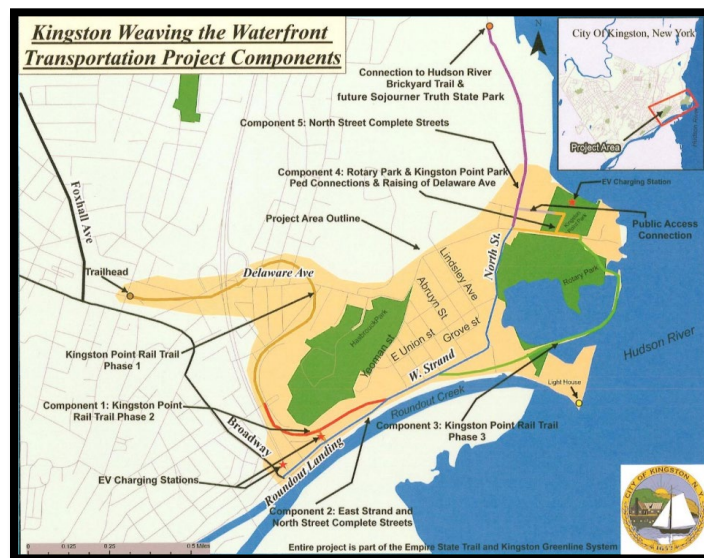 Kingston Weaving the Waterfront
Transportation Project Components
City Of Kingston, New York
Project Area
N
Connection to Hudson River
Brickyard Trail &
future Sojourner Truth State Park
Component 5: North Street Complete Streets
Component 4: Rotary Park & Kingston Point Park
Ped Connections & Raising of Delaware Ave
EV Charging Station
Public Access
Connection
Project Area Outline
Foxhall Ave
Trailhead
Delaware Ave
North St.
Lindsley Ave
Abruyn St
E Union st
Grove st
Yeoman st
Hasbrouck Park
Rotary Park
Hudson River
Kingston Point Rail Trail
Phase 1
W. Strand
Light House
Component 1: Kingston Point
Rail Trail Phase 2
Broadway
Roundout Creek
Component 3: Kingston Point Rail Trail
Phase 3
EV Charging Stations
Roundout Landing
Component 2: East Strand and
North Street Complete Streets
0 0.125 0.25 0.5 Miles
Entire project is part of the Empire State Trail and Kingston Greenline System
CITY OF KINGSTON, N.Y.